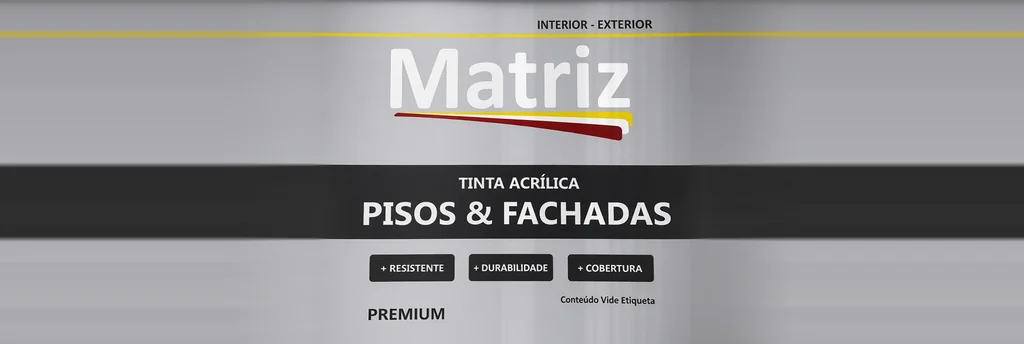 INTERIOR - EXTERIOR
Matriz
TINTA ACRÍLICA
PISOS & FACHADAS
+ RESISTENTE
+ DURABILIDADE
+ COBERTURA
Conteúdo Vide Etiqueta
PREMIUM